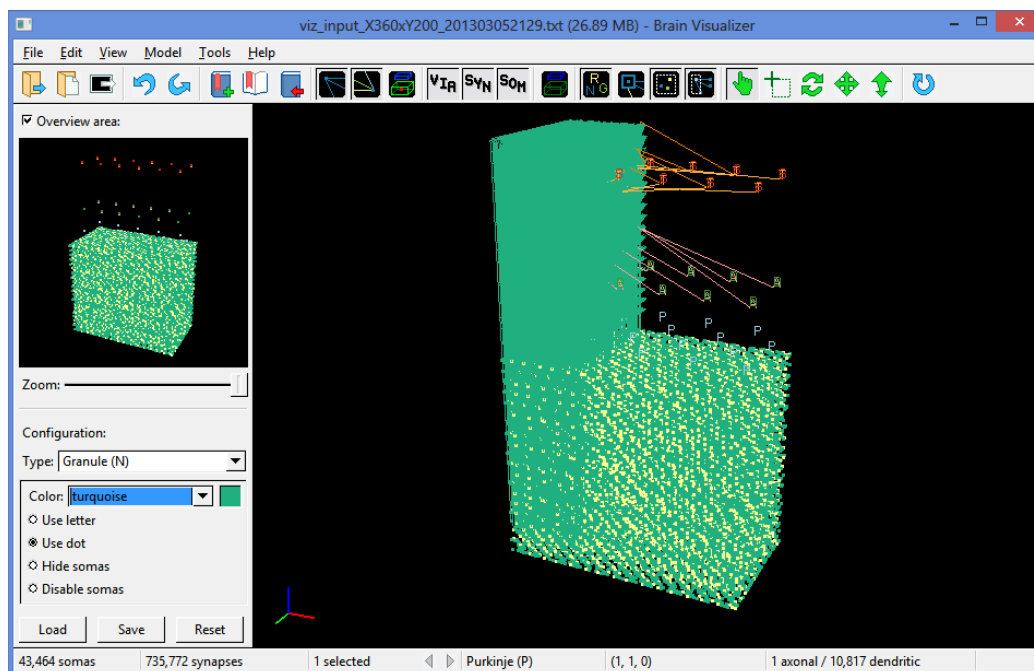 viz_input_X360xY200_201303052129.txt (26.89 MB) - Brain Visualizer
File Edit View Model Tools Help
VIA SYN SOM RNG
Overview area:
Zoom:
Configuration:
Type: Granule (N)
Color: turquoise
Use letter
Use dot
Hide somas
Disable somas
Load Save Reset
43,464 somas 735,772 synapses 1 selected Purkinje (P) (1, 1, 0) 1 axonal / 10,817 dendritic